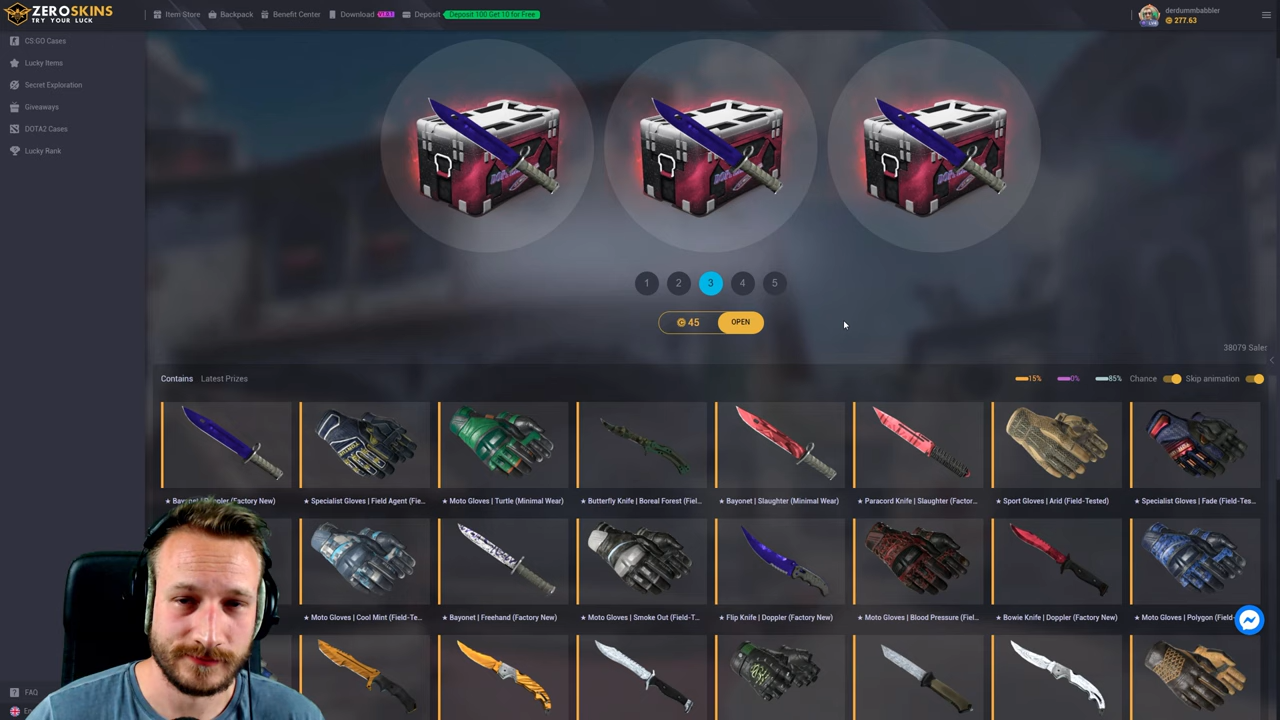 ZEROSKINS
TRY YOUR LUCK
Item Store
Backpack
Benefit Center
Download
Deposit
Deposit 100 Get 10 for Free
derdummbabbler
277.63
CS:GO Cases
Lucky Items
Secret Exploration
Giveaways
DOTA2 Cases
Lucky Rank
1 2 3 4 5
45 OPEN
38079 Saler
Contains
Latest Prizes
15%
0%
85%
Chance
Skip animation
(Factory New)
★ Specialist Gloves | Field Agent (Fie...
★ Moto Gloves | Turtle (Minimal Wear)
★ Butterfly Knife | Boreal Forest (Fiel...
★ Bayonet | Slaughter (Minimal Wear)
★ Paracord Knife | Slaughter (Factor...
★ Sport Gloves | Arid (Field-Tested)
★ Specialist Gloves | Fade (Field-Tes...
★ Moto Gloves | Cool Mint (Field-Te...
★ Bayonet | Freehand (Factory New)
★ Moto Gloves | Smoke Out (Field-T...
★ Flip Knife | Doppler (Factory New)
★ Moto Gloves | Blood Pressure (Fiel...
★ Bowie Knife | Doppler (Factory New)
★ Moto Gloves | Polygon (Field-
FAQ